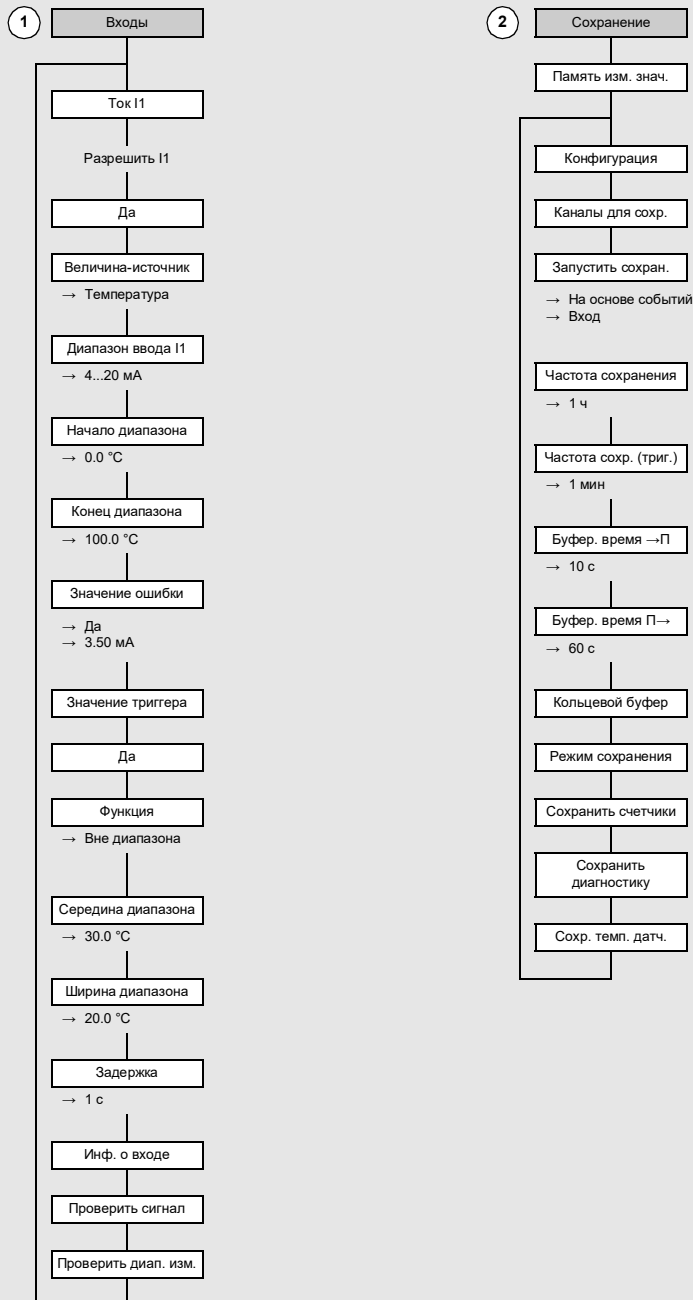 1
Входы
Ток I1
Разрешить I1
Да
Величина-источник
→ Температура
Диапазон ввода I1
→ 4...20 мА
Начало диапазона
→ 0.0 °C
Конец диапазона
→ 100.0 °C
Значение ошибки
→ Да
→ 3.50 мА
Значение триггера
Да
Функция
→ Вне диапазона
Середина диапазона
→ 30.0 °C
Ширина диапазона
→ 20.0 °C
Задержка
→ 1 с
Инф. о входе
Проверить сигнал
Проверить диап. изм.
2
Сохранение
Память изм. знач.
Конфигурация
Каналы для сохр.
Запустить сохран.
→ На основе событий
→ Вход
Частота сохранения
→ 1 ч
Частота сохр. (триг.)
→ 1 мин
Буфер. время →П
→ 10 с
Буфер. время П→
→ 60 с
Кольцевой буфер
Режим сохранения
Сохранить счетчики
Сохранить
диагностику
Сохр. темп. датч.